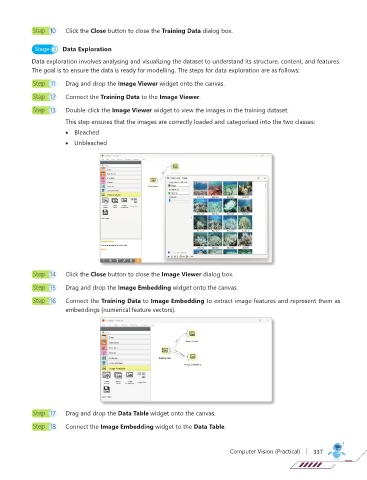 Step 10 Click the Close button to close the Training Data dialog box.
Stage Data Exploration
Data exploration involves analysing and visualizing the dataset to understand its structure, content, and features.
The goal is to ensure the data is ready for modelling. The steps for data exploration are as follows:
Step 11 Drag and drop the Image Viewer widget onto the canvas.
Step 12 Connect the Training Data to the Image Viewer.
Step 13 Double-click the Image Viewer widget to view the images in the training dataset.
This step ensures that the images are correctly loaded and categorised into the two classes:
• Bleached
• Unbleached
Step 14 Click the Close button to close the Image Viewer dialog box.
Step 15 Drag and drop the Image Embedding widget onto the canvas.
Step 16 Connect the Training Data to Image Embedding to extract image features and represent them as
embeddings (numerical feature vectors).
Step 17 Drag and drop the Data Table widget onto the canvas.
Step 18 Connect the Image Embedding widget to the Data Table.
Computer Vision (Practical) | 337